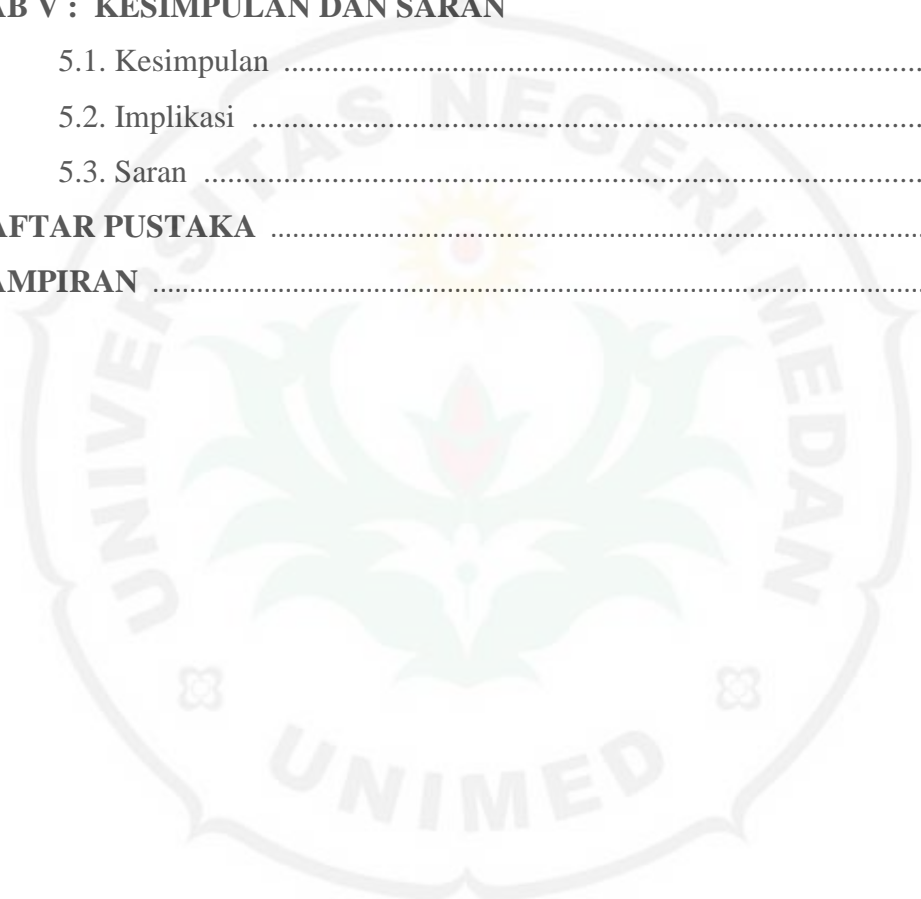 AB V : KESIMPULAN DAN SARAN
5.1. Kesimpulan ........................................................................................
5.2. Implikasi ............................................................................................
5.3. Saran ..................................................................................................
AFTAR PUSTAKA ....................................................................................
AMPIRAN ..................................................................................................
UNIVERSITAS NEGERI MEDAN
UNIMED